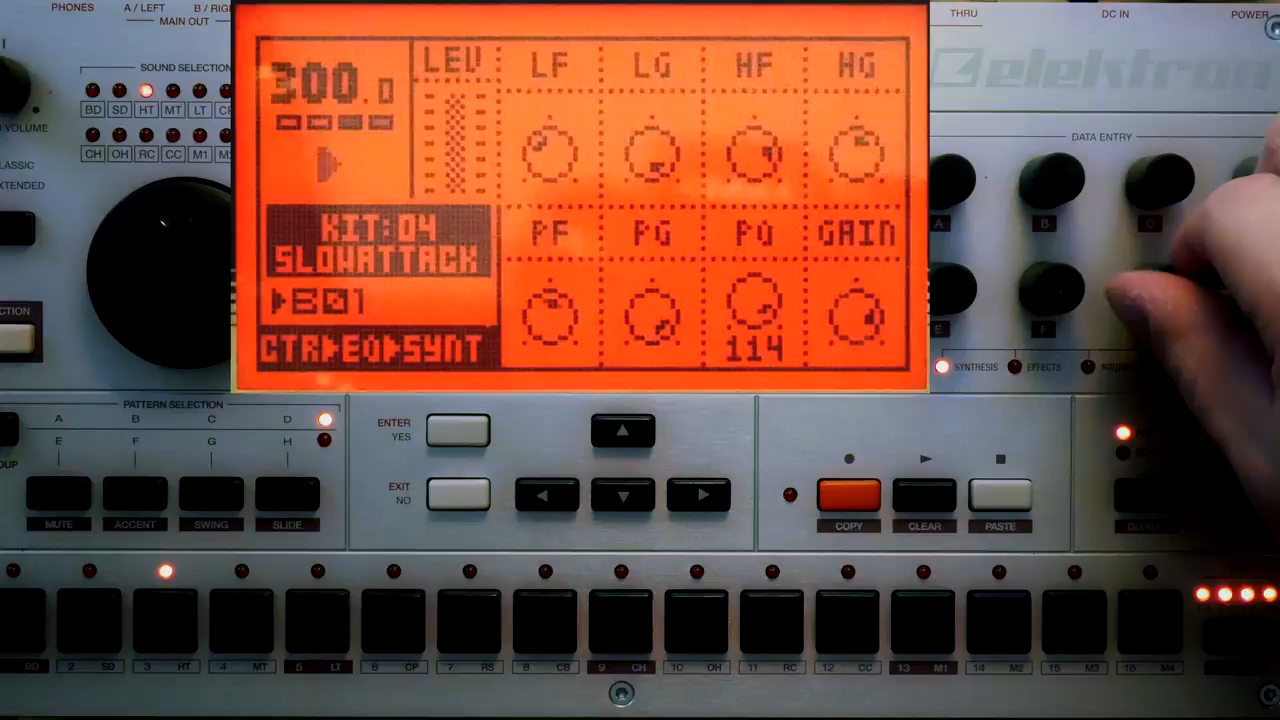 PHONES
A / LEFT
MAIN OUT
THRU
DC IN
POWER
elektron
SOUND SELECTION
BD SD HT MT LT
CH OH RC CC M1
VOLUME
300.0
LEV LF LG HF HG
KIT:04
SLOWATTACK
B01
CTR▶EQ▶SYNT
PF PG PQ GAIN
114
DATA ENTRY
A B C
E F
SYNTHESIS EFFECTS
PATTERN SELECTION
A B C D
E F G H
MUTE ACCENT SWING SLIDE
ENTER
YES
EXIT
NO
COPY CLEAR PASTE
BD
2 SD
3 HT
4 MT
5 LT
6 CP
7 RS
8 CB
9 CH
10 OH
11 RC
12 CC
13 M1
14 M2
15 M3
16 M4